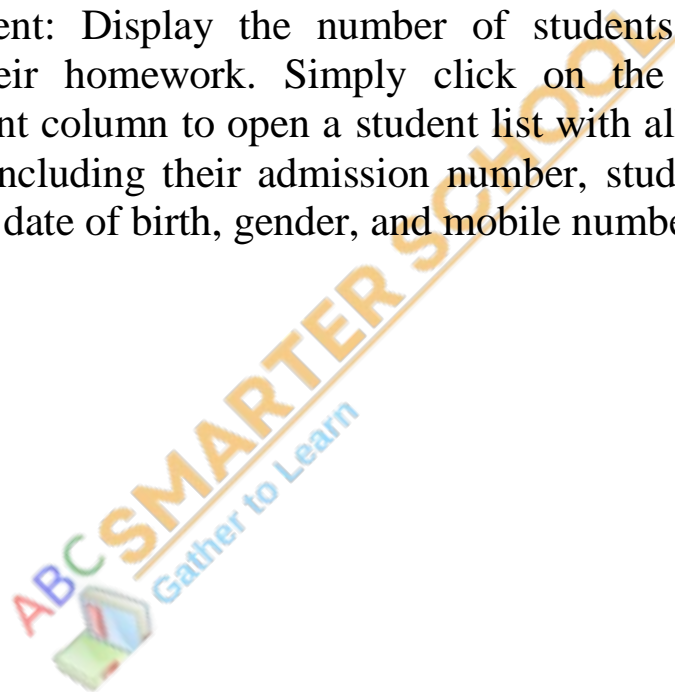 ent: Display the number of students
eir homework. Simply click on the
nt column to open a student list with al
ncluding their admission number, stud
date of birth, gender, and mobile numbe
ABC SMARTER SCHOOL
Gather to Learn